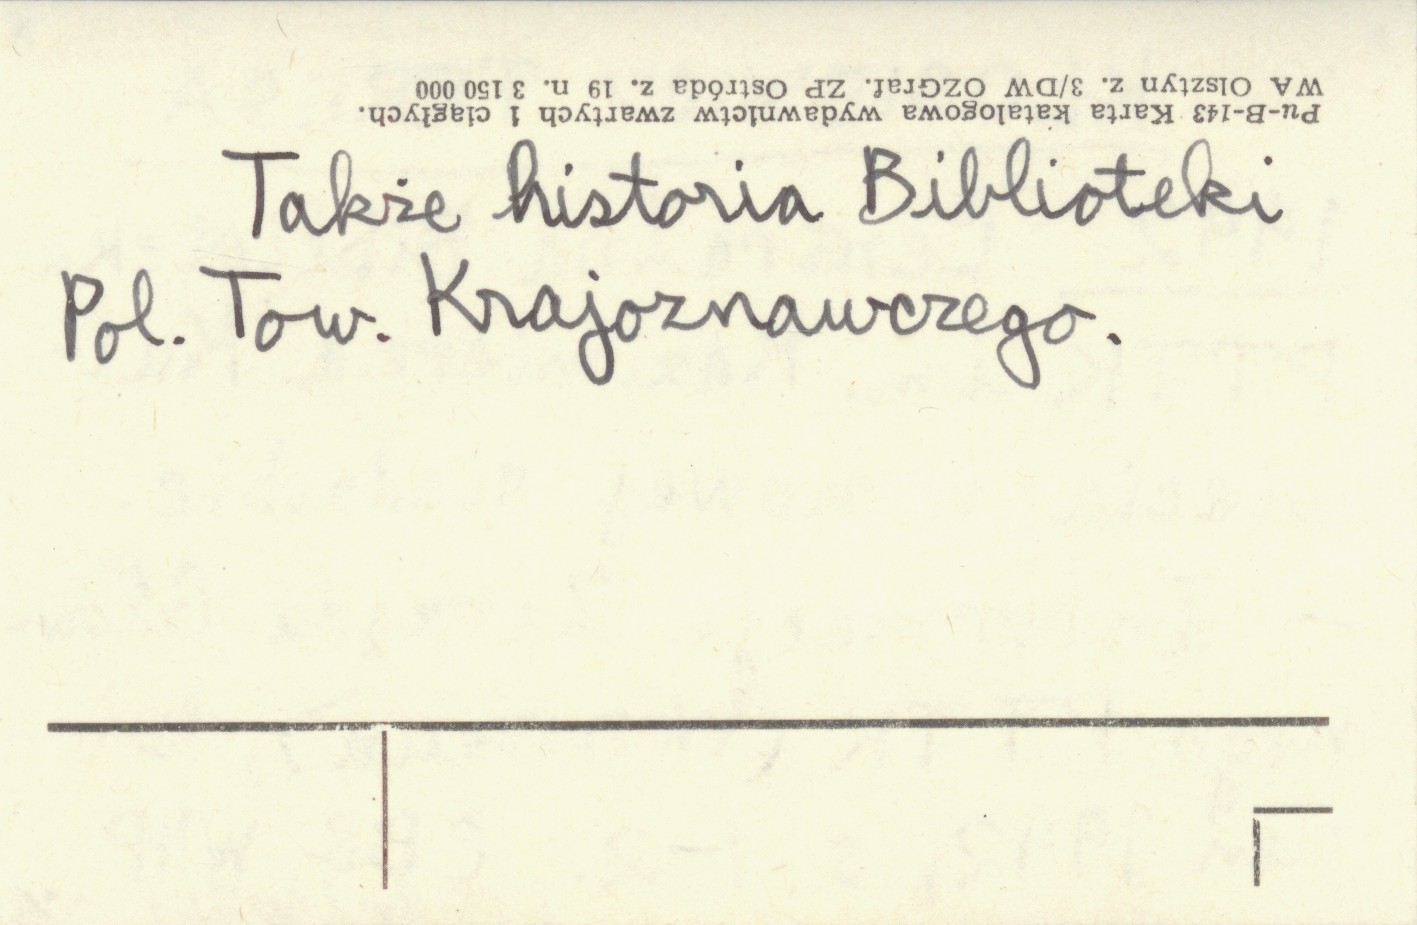 WA Olsztyn z. 3/DW OZGraf. ZP Ostróda z. 19 n. 3 150 000
Pu-B-143 Karta katalogowa wydawnictw zwartych i ciągłych.
Także historia Biblioteki
Pol. Tow. Krajoznawczego.